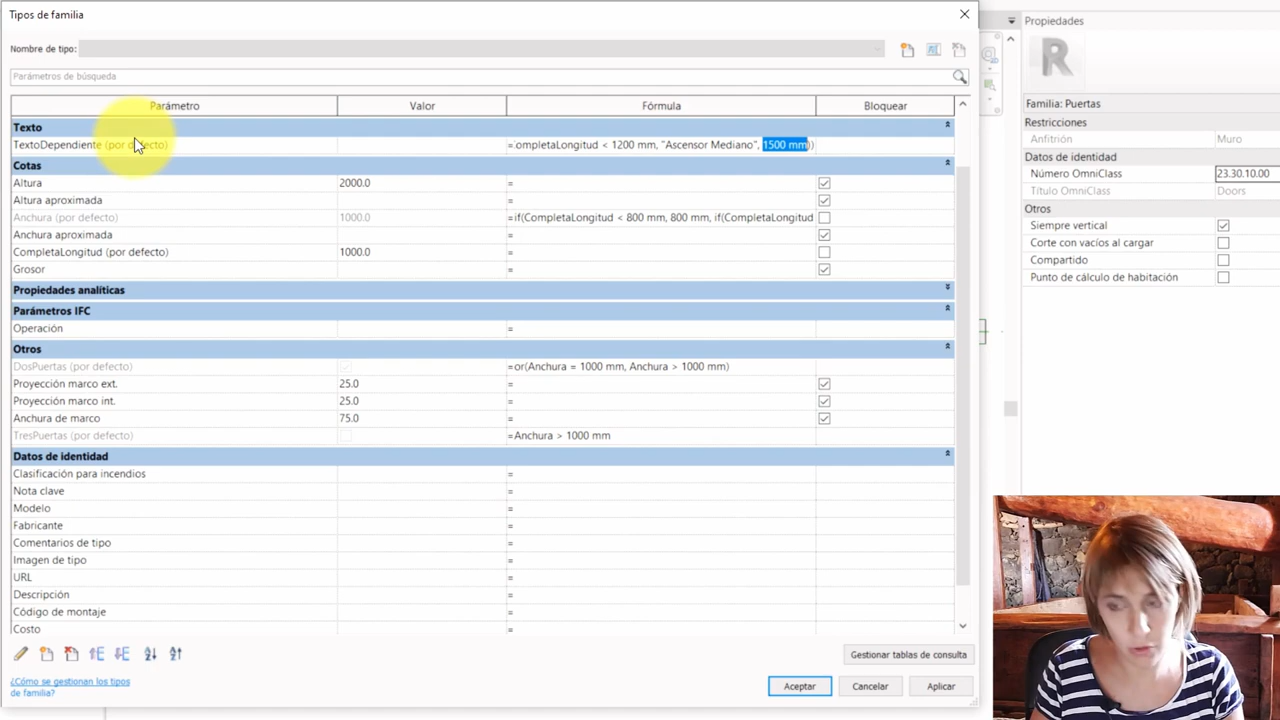 Tipos de familia
Nombre de tipo:
Parámetros de búsqueda
Parámetro Valor Fórmula Bloquear
Texto
TextoDependiente (por defecto) =ompletaLongitud < 1200 mm, "Ascensor Mediano", 1500 mm))
Cotas
Altura 2000.0 =
Altura aproximada =
Anchura (por defecto) 1000.0 =if(CompletaLongitud < 800 mm, 800 mm, if(CompletaLongitud
Anchura aproximada =
CompletaLongitud (por defecto) 1000.0 =
Grosor =
Propiedades analíticas
Parámetros IFC
Operación =
Otros
DosPuertas (por defecto) =or(Anchura = 1000 mm, Anchura > 1000 mm)
Proyección marco ext. 25.0 =
Proyección marco int. 25.0 =
Anchura de marco 75.0 =
TresPuertas (por defecto) =Anchura > 1000 mm
Datos de identidad
Clasificación para incendios =
Nota clave =
Modelo =
Fabricante =
Comentarios de tipo =
Imagen de tipo =
URL =
Descripción =
Código de montaje =
Costo =
Gestionar tablas de consulta
¿Cómo se gestionan los tipos
de familia?
Aceptar Cancelar Aplicar
Propiedades
R
Familia: Puertas
Restricciones
Anfitrión Muro
Datos de identidad
Número OmniClass 23.30.10.00
Título OmniClass Doors
Otros
Siempre vertical
Corte con vacíos al cargar
Compartido
Punto de cálculo de habitación